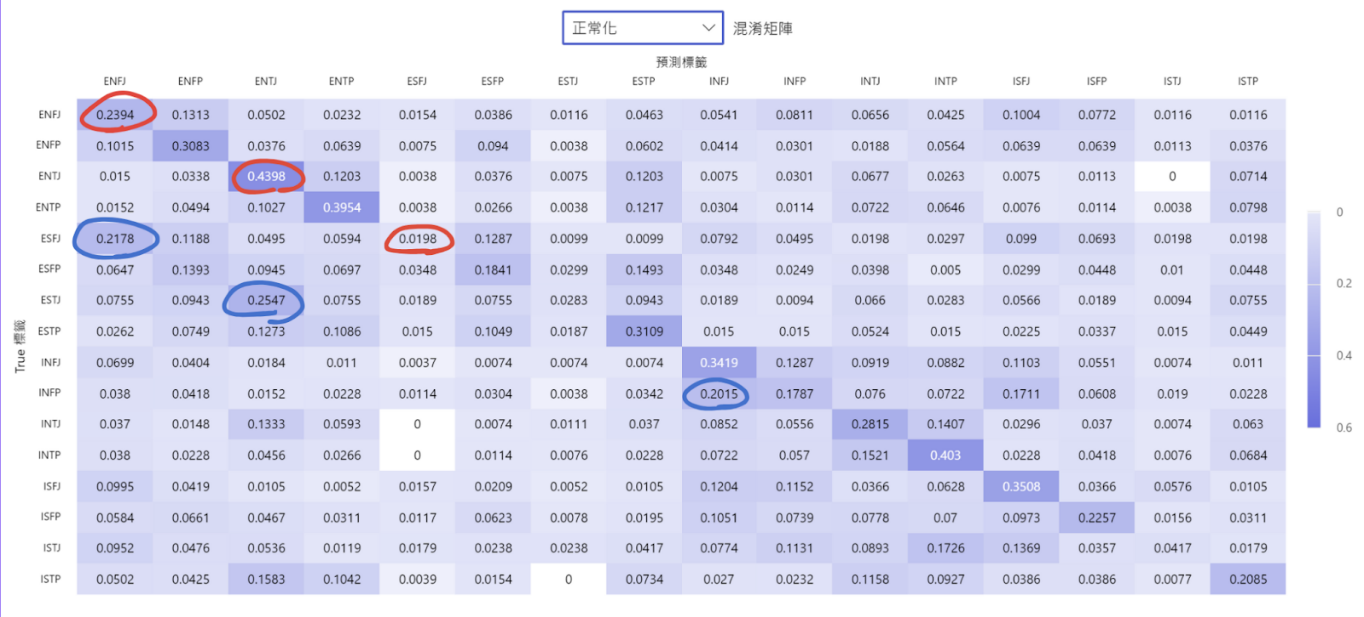 正常化 混淆矩陣
預測標籤
ENFJ ENFP ENTJ ENTP ESFJ ESFP ESTJ ESTP INFJ INFP INTJ INTP ISFJ ISFP ISTJ ISTP
ENFJ 0.2394 0.1313 0.0502 0.0232 0.0154 0.0386 0.0116 0.0463 0.0541 0.0811 0.0656 0.0425 0.1004 0.0772 0.0116 0.0116
ENFP 0.1015 0.3083 0.0376 0.0639 0.0075 0.094 0.0038 0.0602 0.0414 0.0301 0.0188 0.0564 0.0639 0.0639 0.0113 0.0376
ENTJ 0.015 0.0338 0.4398 0.1203 0.0038 0.0376 0.0075 0.1203 0.0075 0.0301 0.0677 0.0263 0.0075 0.0113 0 0.0714
ENTP 0.0152 0.0494 0.1027 0.3954 0.0038 0.0266 0.0038 0.1217 0.0304 0.0114 0.0722 0.0646 0.0076 0.0114 0.0038 0.0798
0
ESFJ 0.2178 0.1188 0.0495 0.0594 0.0198 0.1287 0.0099 0.0099 0.0792 0.0495 0.0198 0.0297 0.099 0.0693 0.0198 0.0198
ESFP 0.0647 0.1393 0.0945 0.0697 0.0348 0.1841 0.0299 0.1493 0.0348 0.0249 0.0398 0.005 0.0299 0.0448 0.01 0.0448
0.2
ESTJ 0.0755 0.0943 0.2547 0.0755 0.0189 0.0755 0.0283 0.0943 0.0189 0.0094 0.066 0.0283 0.0566 0.0189 0.0094 0.0755
ESTP 0.0262 0.0749 0.1273 0.1086 0.015 0.1049 0.0187 0.3109 0.015 0.015 0.0524 0.015 0.0225 0.0337 0.015 0.0449
True 標籤
0.4
INFJ 0.0699 0.0404 0.0184 0.011 0.0037 0.0074 0.0074 0.0074 0.3419 0.1287 0.0919 0.0882 0.1103 0.0551 0.0074 0.011
INFP 0.038 0.0418 0.0152 0.0228 0.0114 0.0304 0.0038 0.0342 0.2015 0.1787 0.076 0.0722 0.1711 0.0608 0.019 0.0228
INTJ 0.037 0.0148 0.1333 0.0593 0 0.0074 0.0111 0.037 0.0852 0.0556 0.2815 0.1407 0.0296 0.037 0.0074 0.063
0.6
INTP 0.038 0.0228 0.0456 0.0266 0 0.0114 0.0076 0.0228 0.0722 0.057 0.1521 0.403 0.0228 0.0418 0.0076 0.0684
ISFJ 0.0995 0.0419 0.0105 0.0052 0.0157 0.0209 0.0052 0.0105 0.1204 0.1152 0.0366 0.0628 0.3508 0.0366 0.0576 0.0105
ISFP 0.0584 0.0661 0.0467 0.0311 0.0117 0.0623 0.0078 0.0195 0.1051 0.0739 0.0778 0.07 0.0973 0.2257 0.0156 0.0311
ISTJ 0.0952 0.0476 0.0536 0.0119 0.0179 0.0238 0.0238 0.0417 0.0774 0.1131 0.0893 0.1726 0.1369 0.0357 0.0417 0.0179
ISTP 0.0502 0.0425 0.1583 0.1042 0.0039 0.0154 0 0.0734 0.027 0.0232 0.1158 0.0927 0.0386 0.0386 0.0077 0.2085